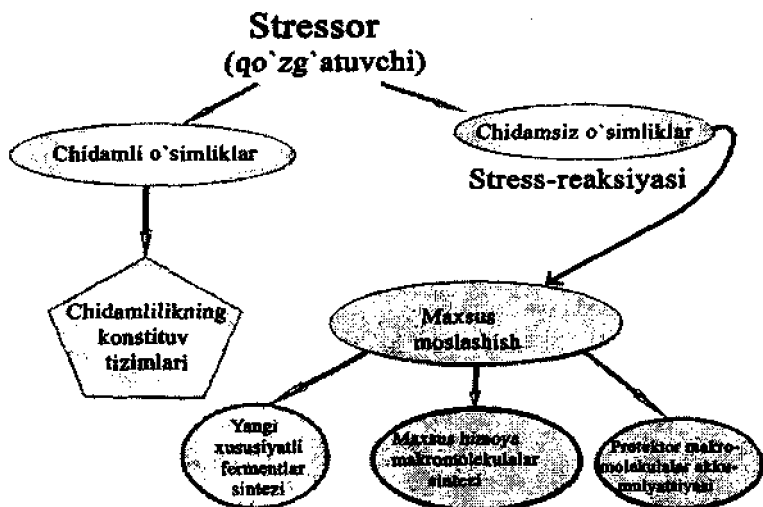 Stressor
(qo`zg`atuvchi)
Chidamli o`simliklar
Chidamsiz o`simliklar
Stress-reaksiyasi
Chidamlilikning
konstituv
tizimlari
Maxsus
moslashish
Yangi
xususiyatli
fermentlar
sintezi
Maxsus himoya
makromolekulalar
sintezi
Protektor makro-
molekulalar akku-
mulyatsiyasi